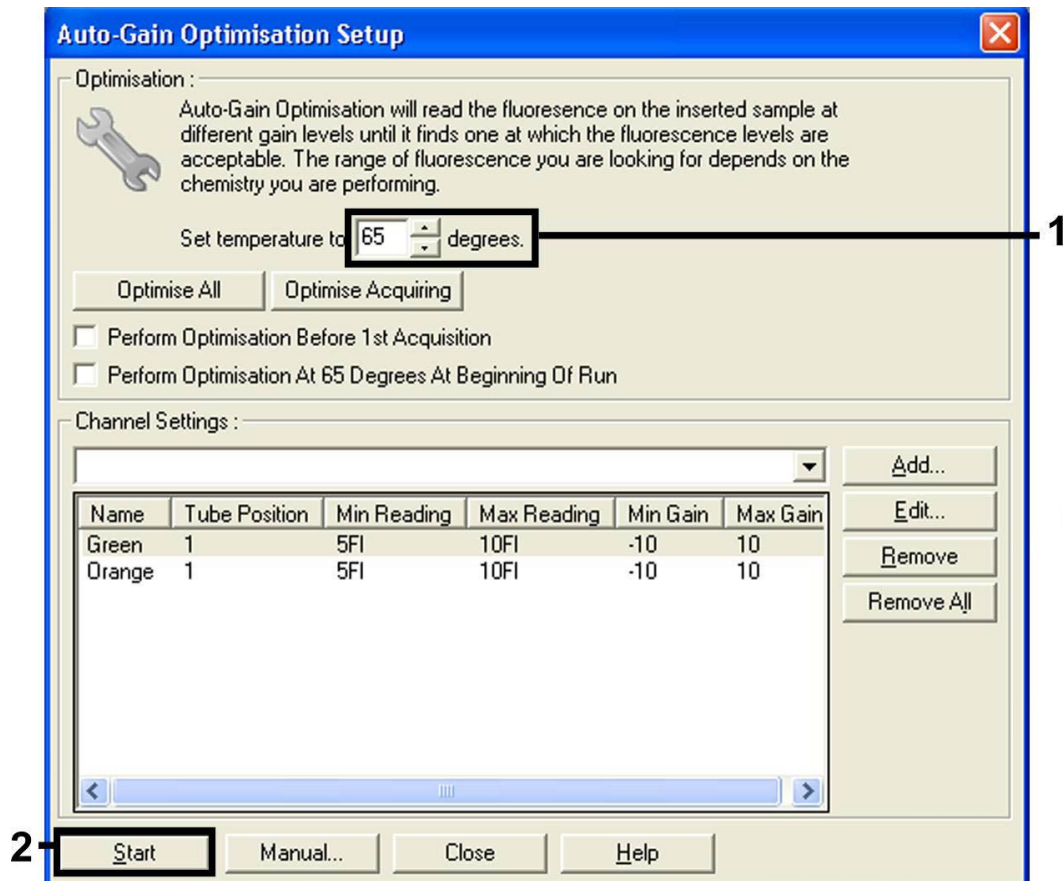 Auto-Gain Optimisation Setup
Optimisation :
Auto-Gain Optimisation will read the fluoresence on the inserted sample at
different gain levels until it finds one at which the fluorescence levels are
acceptable. The range of fluorescence you are looking for depends on the
chemistry you are performing.
Set temperature to 65 degrees.
1
Optimise All Optimise Acquiring
Perform Optimisation Before 1st Acquisition
Perform Optimisation At 65 Degrees At Beginning Of Run
Channel Settings :
Add...
Name Tube Position Min Reading Max Reading Min Gain Max Gain
Edit...
Green 1 5Fl 10Fl -10 10
Orange 1 5Fl 10Fl -10 10
Remove
Remove All
2
Start Manual... Close Help